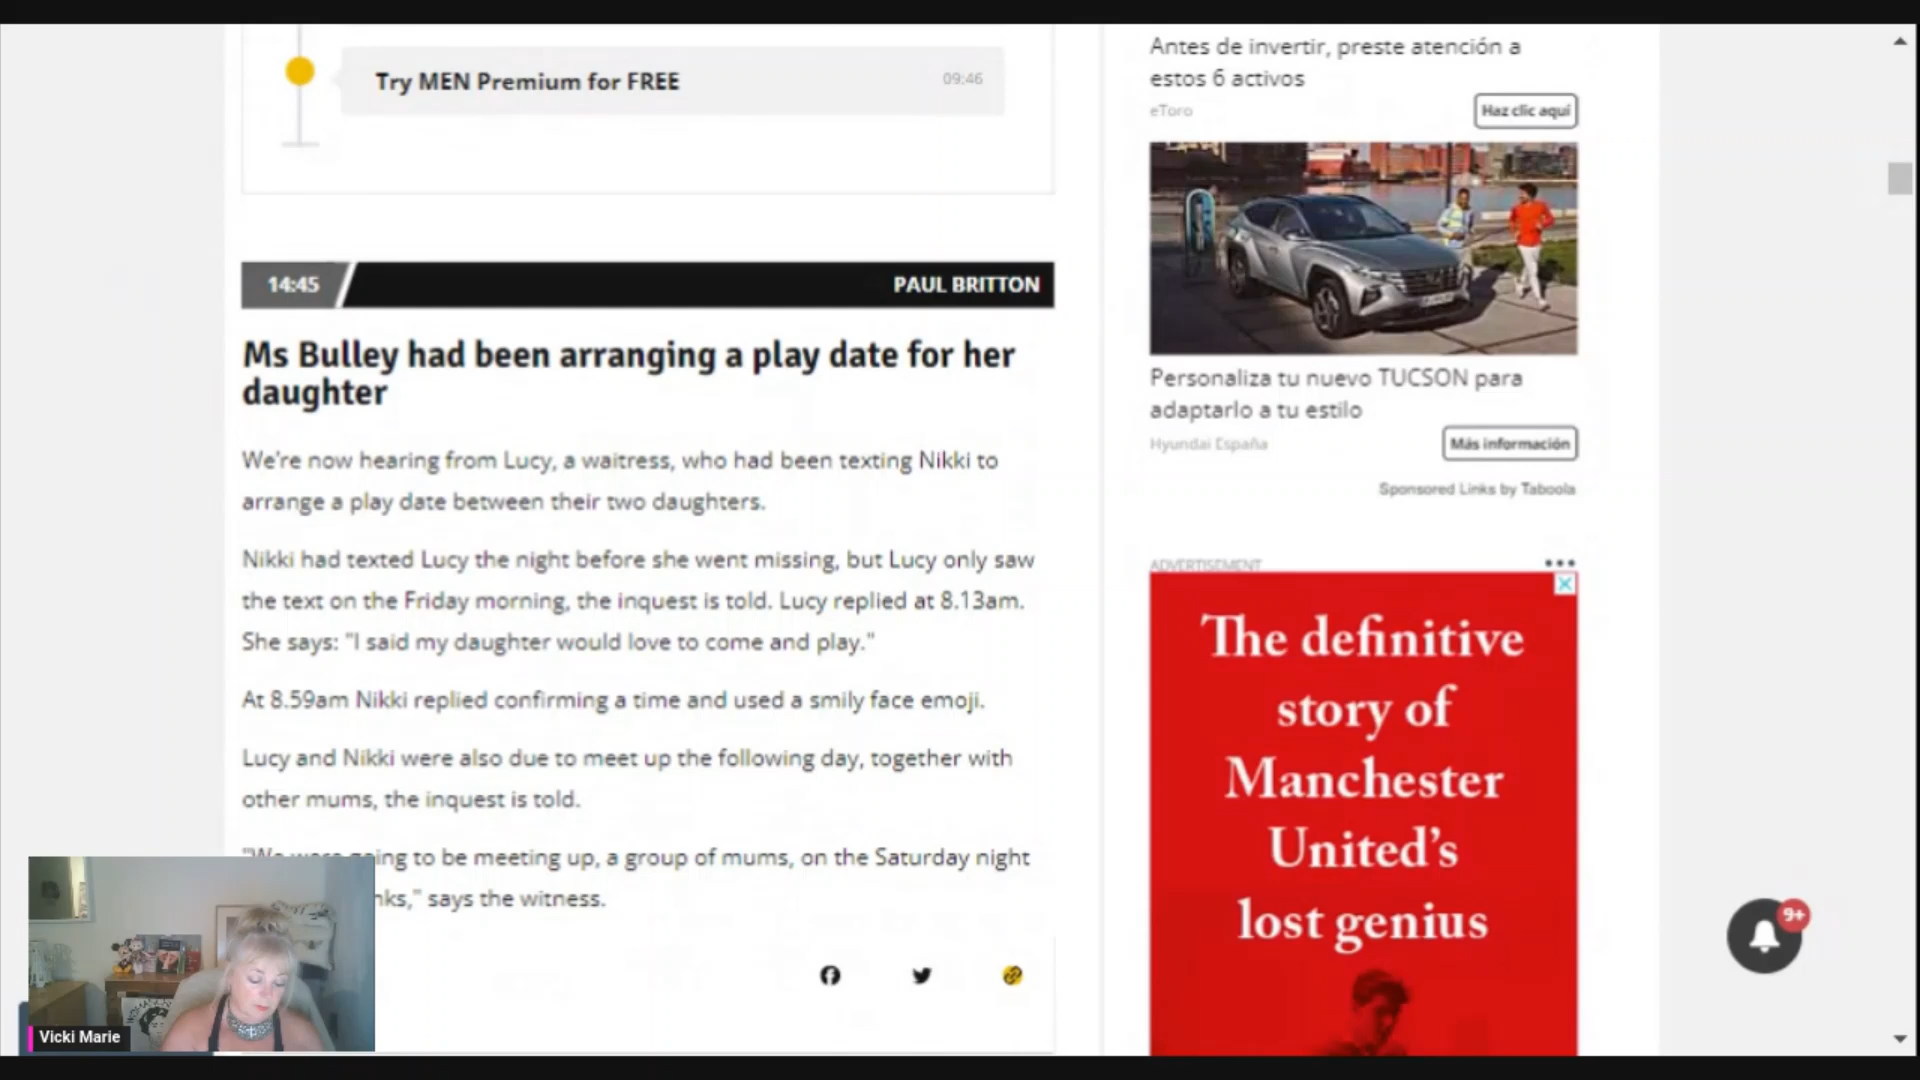 Try MEN Premium for FREE
09:46
14:45
PAUL BRITTON
Ms Bulley had been arranging a play date for her
daughter
We're now hearing from Lucy, a waitress, who had been texting Nikki to
arrange a play date between their two daughters.
Nikki had texted Lucy the night before she went missing, but Lucy only saw
the text on the Friday morning, the inquest is told. Lucy replied at 8.13am.
She says: "I said my daughter would love to come and play."
At 8.59am Nikki replied confirming a time and used a smily face emoji.
Lucy and Nikki were also due to meet up the following day, together with
other mums, the inquest is told.
"We were going to be meeting up, a group of mums, on the Saturday night
nks," says the witness.
Vicki Marie
Antes de invertir, preste atención a
estos 6 activos
eToro
Haz clic aquí
Personaliza tu nuevo TUCSON para
adaptarlo a tu estilo
Hyundai España
Más información
Sponsored Links by Taboola
ADVERTISEMENT
The definitive
story of
Manchester
United's
lost genius
9+